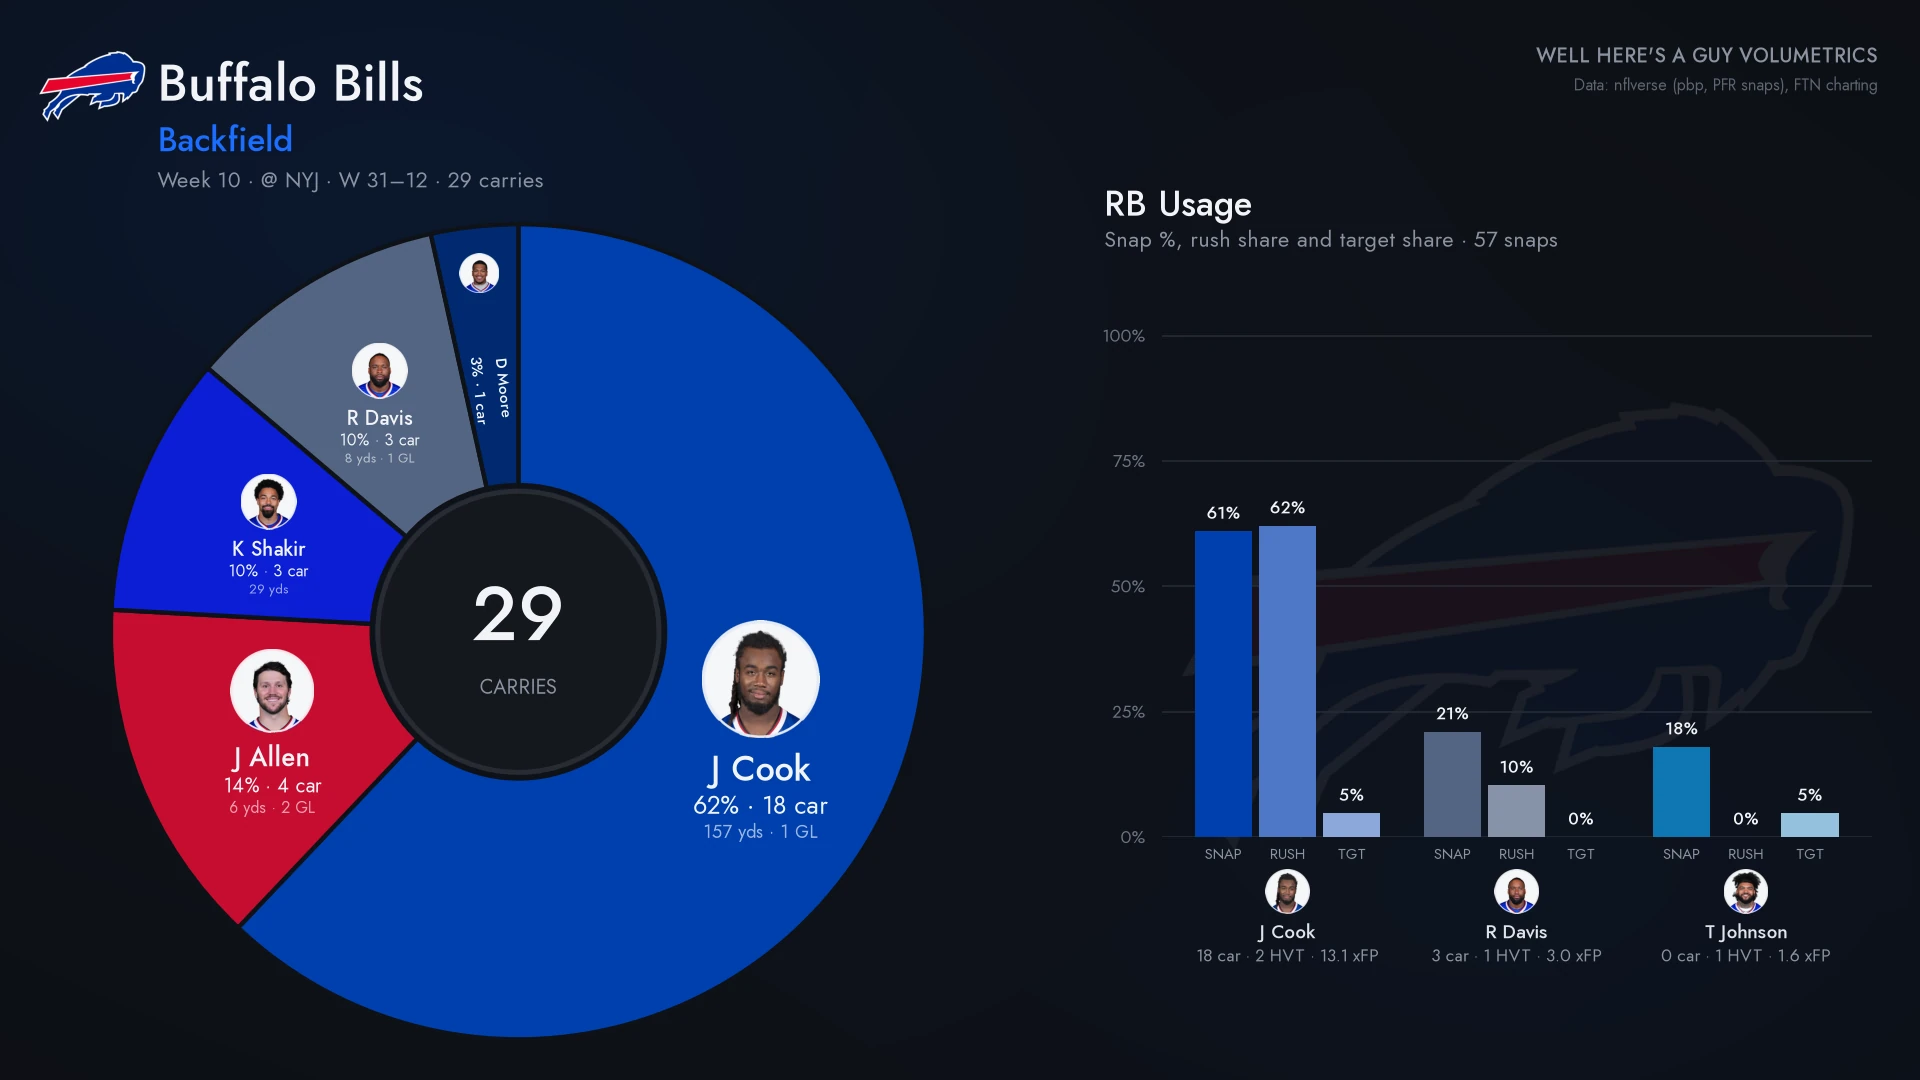 Buffalo Bills
Backfield
Week 10 · @ NYJ · W 31–12 · 29 carries
WELL HERE'S A GUY VOLUMETRICS
Data: nflverse (pbp, PFR snaps), FTN charting
D Moore
3% · 1 car
R Davis
10% · 3 car
8 yds · 1 GL
K Shakir
10% · 3 car
29 yds
J Allen
14% · 4 car
6 yds · 2 GL
29
CARRIES
J Cook
62% · 18 car
157 yds · 1 GL
RB Usage
Snap %, rush share and target share · 57 snaps
100%
75%
50%
25%
0%
61%
62%
5%
21%
10%
0%
18%
0%
5%
SNAP
RUSH
TGT
SNAP
RUSH
TGT
SNAP
RUSH
TGT
J Cook
18 car · 2 HVT · 13.1 xFP
R Davis
3 car · 1 HVT · 3.0 xFP
T Johnson
0 car · 1 HVT · 1.6 xFP